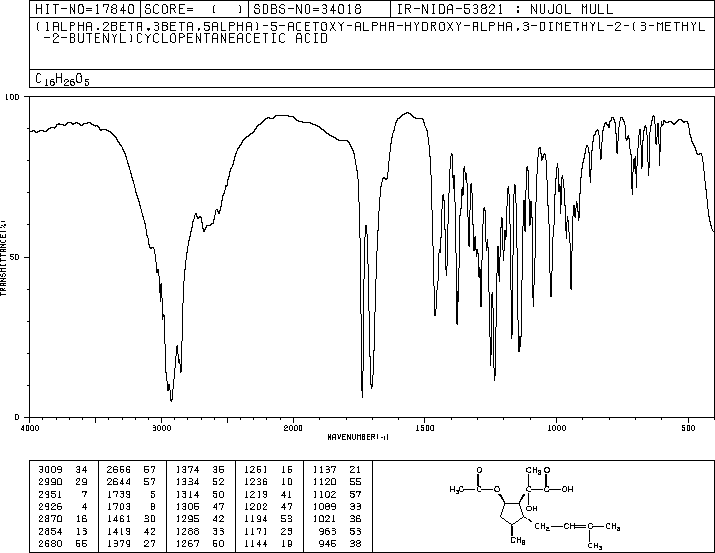 HIT-NO=17840 SCORE= ( ) SDBS-NO=34018 IR-NIDA-53821 : NUJOL MULL
(1ALPHA,2BETA,3BETA,5ALPHA)-5-ACETOXY-ALPHA-HYDROXY-ALPHA,3-DIMETHYL-2-(3-METHYL
-2-BUTENYL)CYCLOPENTANEACETIC ACID
C16H26O5
100
50
0
TRANSMITTANCE(%)
4000 3000 2000 1500 1000 500
WAVENUMBER(-1)
3009 34 2666 57 1374 35 1251 15 1137 21
2990 29 2644 57 1334 52 1236 10 1120 55
2951 7 1739 5 1314 50 1219 41 1102 57
2926 4 1703 8 1305 47 1202 47 1089 33
2870 16 1461 30 1295 42 1194 53 1021 36
2854 13 1419 42 1288 33 1171 23 963 53
2680 55 1379 27 1267 50 1144 19 945 38
O CH3 O
H3C C O C C OH
OH
CH2 CH3
CH3
CH3